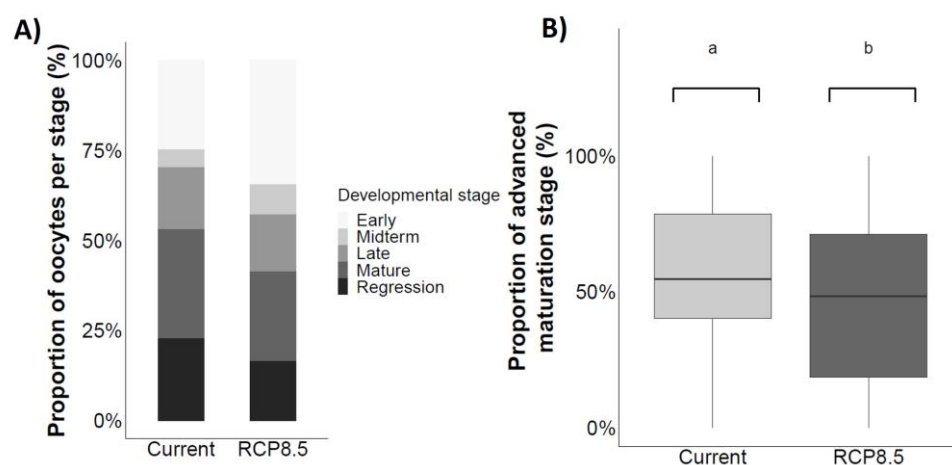 A)
Proportion of oocytes per stage (%)
100%
75%
50%
25%
0%
Current RCP8.5
Developmental stage
Early
Midterm
Late
Mature
Regression
B)
Proportion of advanced
maturation stage (%)
a b
100%
50%
0%
Current RCP8.5